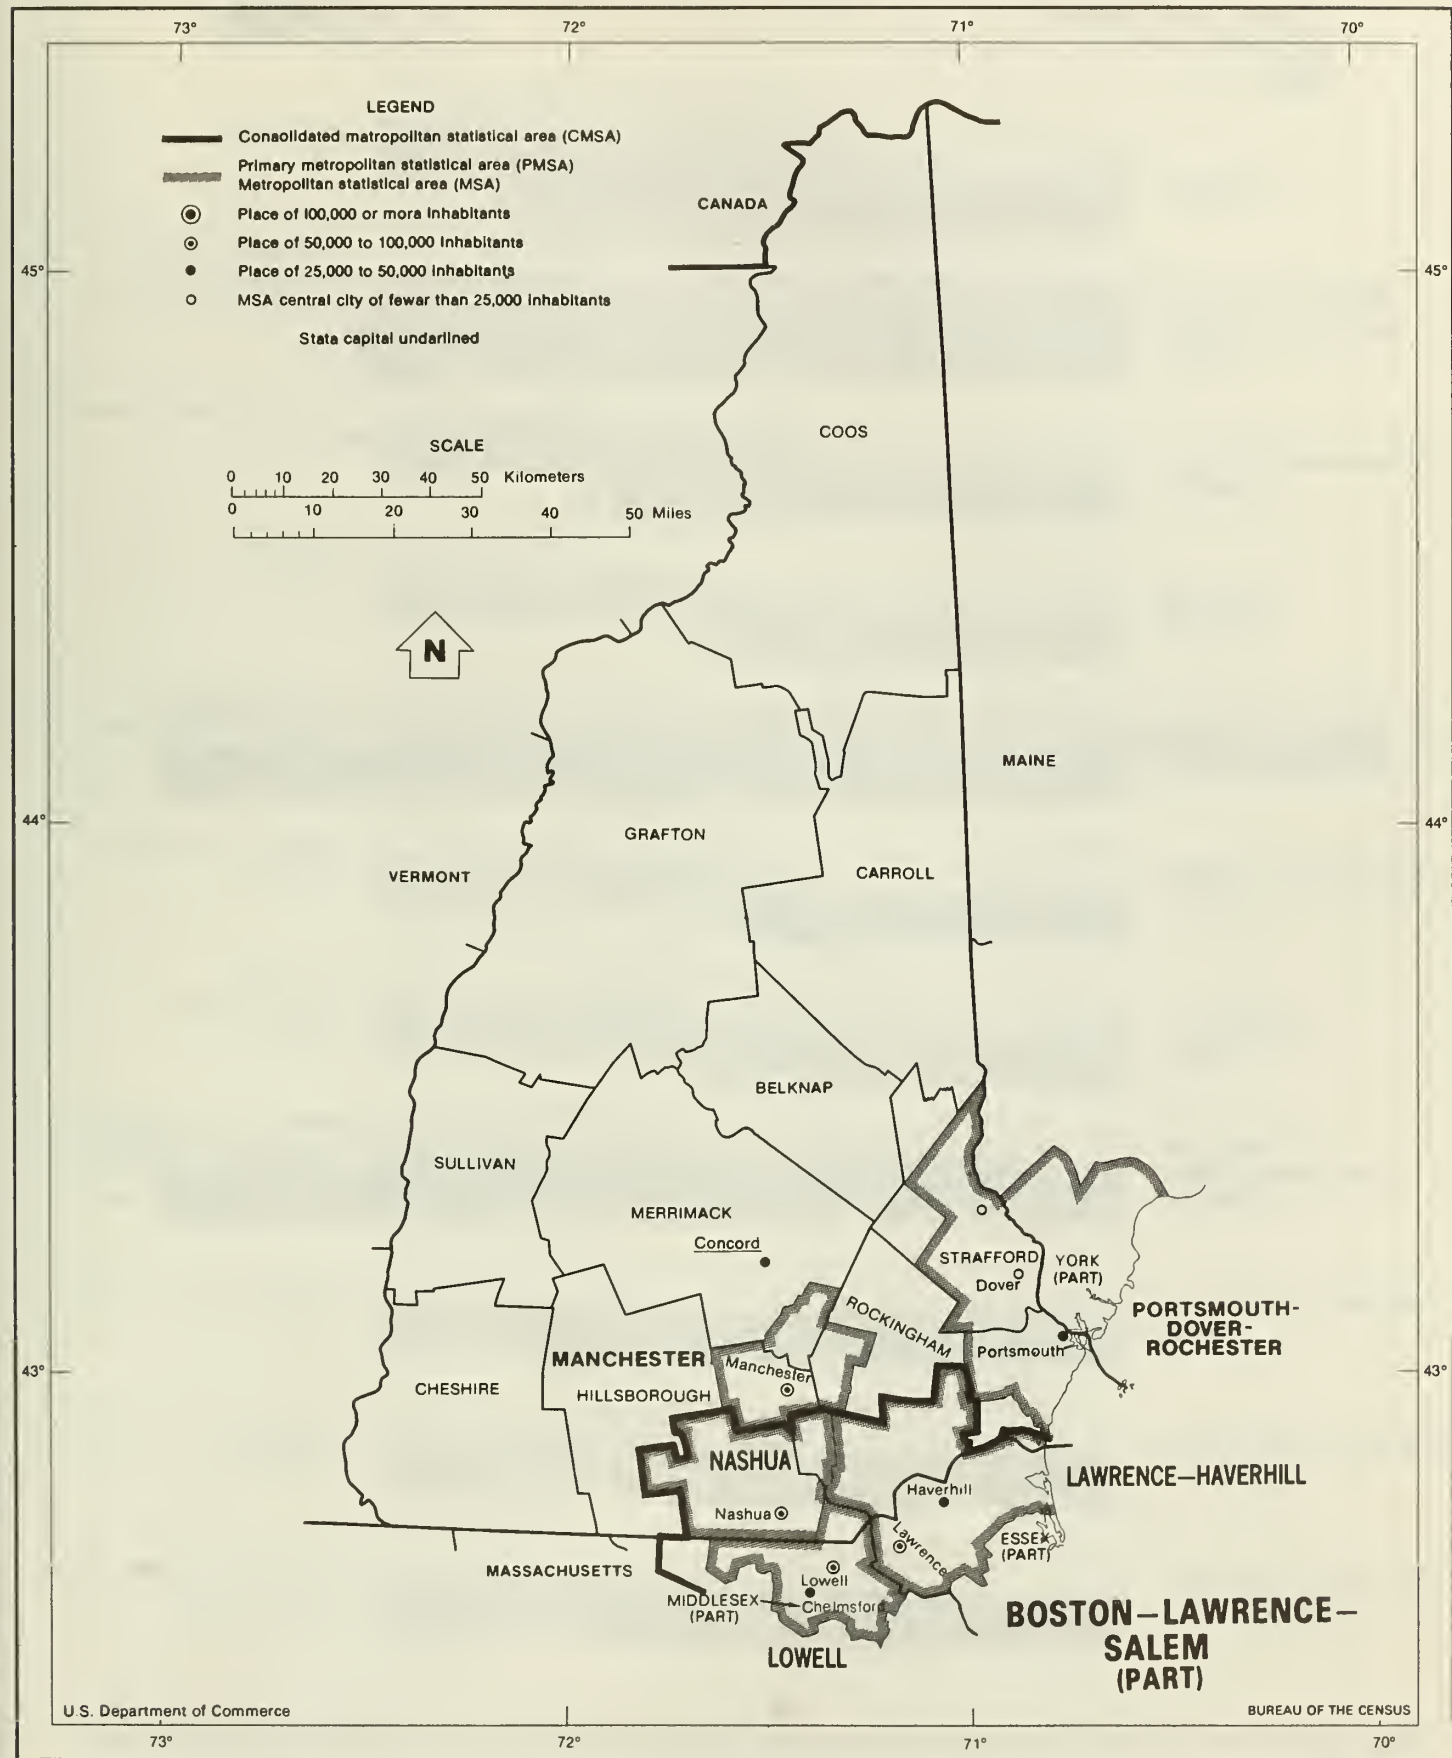 73°
72°
71°
70°
LEGEND
Conaolidated matropolitan statistical area (CMSA)
Primary metropolitan statistical area (PMSA)
Metropolitan statistical area (MSA)
Place of 100,000 or mora inhabitants
Place of 50,000 to 100,000 inhabitants
Place of 25,000 to 50,000 inhabitants
MSA central city of fewar than 25,000 inhabitants
Stata capital undarlined
CANADA
45°
45°
COOS
SCALE
0 10 20 30 40 50 Kilometers
0 10 20 30 40 50 Miles
N
MAINE
44°
44°
GRAFTON
CARROLL
VERMONT
BELKNAP
SULLIVAN
MERRIMACK
Concord
STRAFFORD
Dover
YORK
(PART)
ROCKINGHAM
PORTSMOUTH-
DOVER-
ROCHESTER
Portsmouth
MANCHESTER
Manchester
43°
43°
CHESHIRE
HILLSBOROUGH
NASHUA
Nashua
LAWRENCE–HAVERHILL
Haverhill
Lawrence
ESSEX
(PART)
MASSACHUSETTS
Lowell
MIDDLESEX
(PART)
Chelmsford
LOWELL
BOSTON–LAWRENCE–
SALEM
(PART)
U.S. Department of Commerce
BUREAU OF THE CENSUS
73°
72°
71°
70°